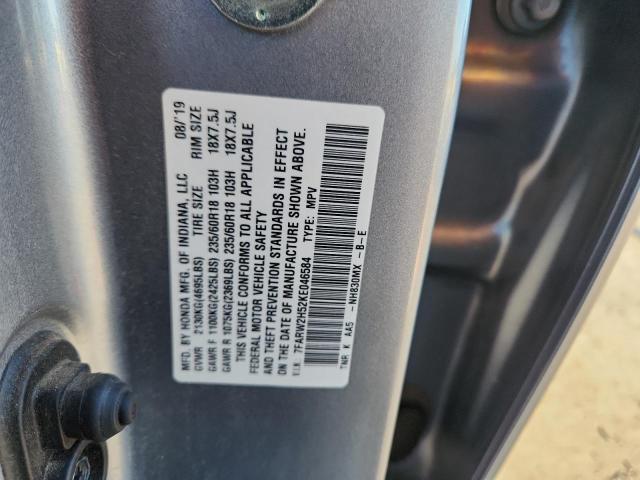 MFD. BY HONDA MFG. OF INDIANA, LLC 08/'19
GVWR 2130KG(4695LBS) TIRE SIZE RIM SIZE
GAWR F 1100KG(2425LBS) 235/60R18 103H 18X7.5J
GAWR R 1075KG(2369LBS) 235/60R18 103H 18X7.5J
THIS VEHICLE CONFORMS TO ALL APPLICABLE
FEDERAL MOTOR VEHICLE SAFETY
AND THEFT PREVENTION STANDARDS IN EFFECT
ON THE DATE OF MANUFACTURE SHOWN ABOVE.
V.I.N. 7FARW2H52KE046584 TYPE: MPV
TNR K AA5 -NH830MX -B-E